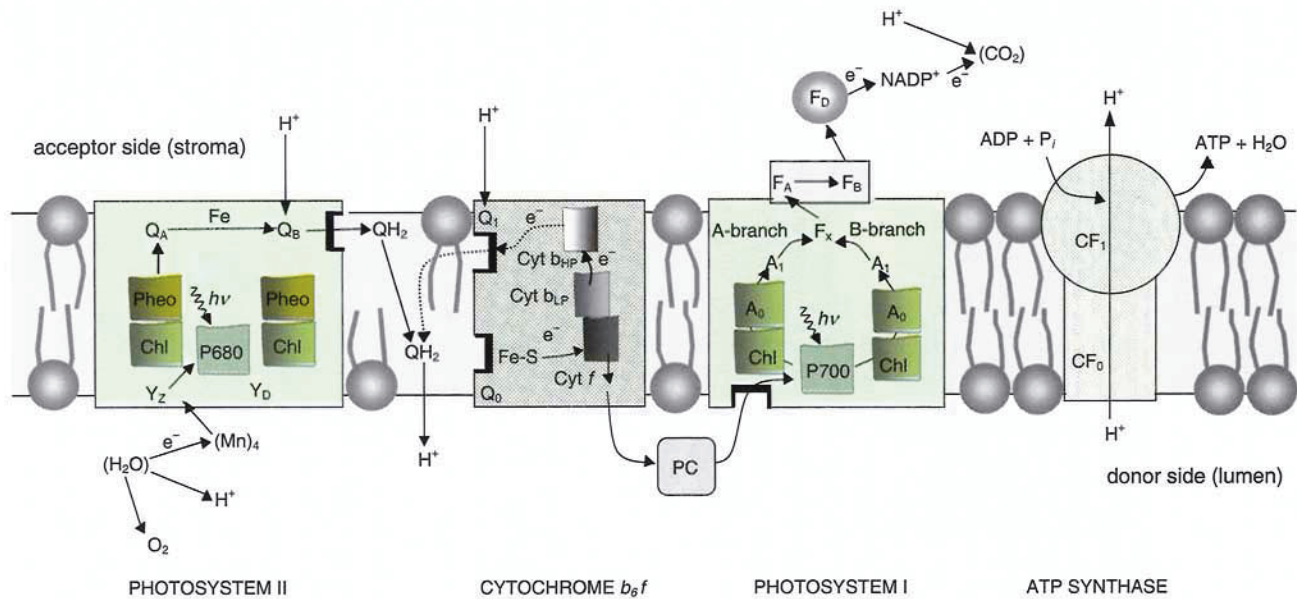 H⁺
(CO₂)
e⁻
NADP⁺
e⁻
F_D
H⁺
H⁺
H⁺
acceptor side (stroma)
ADP + P_i
ATP + H₂O
F_A
F_B
Fe
Q_A
Q_B
QH₂
Q₁
e⁻
Cyt b_HP
e⁻
A-branch
F_x
B-branch
A₁
A₁
CF₁
Pheo
hν
Pheo
Cyt b_LP
A₀
hν
A₀
Chl
P680
Chl
QH₂
Fe-S
e⁻
Chl
P700
Chl
CF₀
Y_Z
Y_D
Q₀
Cyt f
e⁻
(Mn)₄
(H₂O)
H⁺
H⁺
PC
H⁺
donor side (lumen)
O₂
PHOTOSYSTEM II
CYTOCHROME b₆f
PHOTOSYSTEM I
ATP SYNTHASE